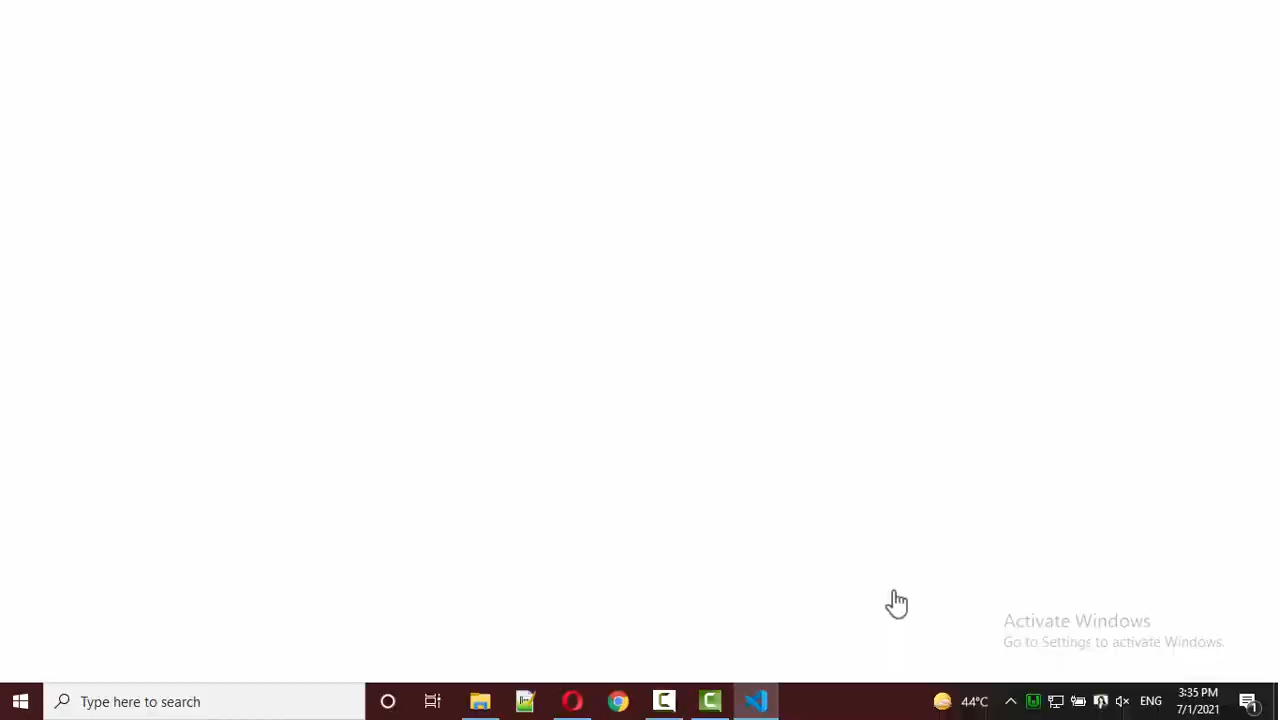 Activate Windows
Go to Settings to activate Windows.
Type here to search
44°C
ENG
3:35 PM
7/1/2021
1